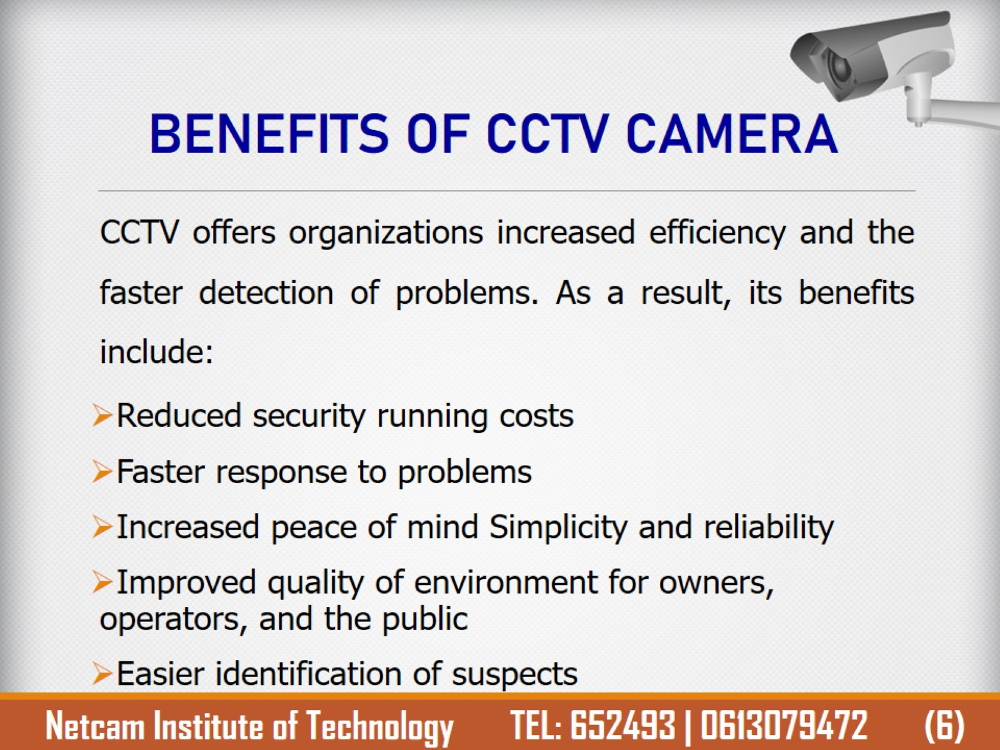 BENEFITS OF CCTV CAMERA
CCTV offers organizations increased efficiency and the
faster detection of problems. As a result, its benefits
include:
➢Reduced security running costs
➢Faster response to problems
➢Increased peace of mind Simplicity and reliability
➢Improved quality of environment for owners,
operators, and the public
➢Easier identification of suspects
Netcam Institute of Technology TEL: 652493 | 0613079472 (6)